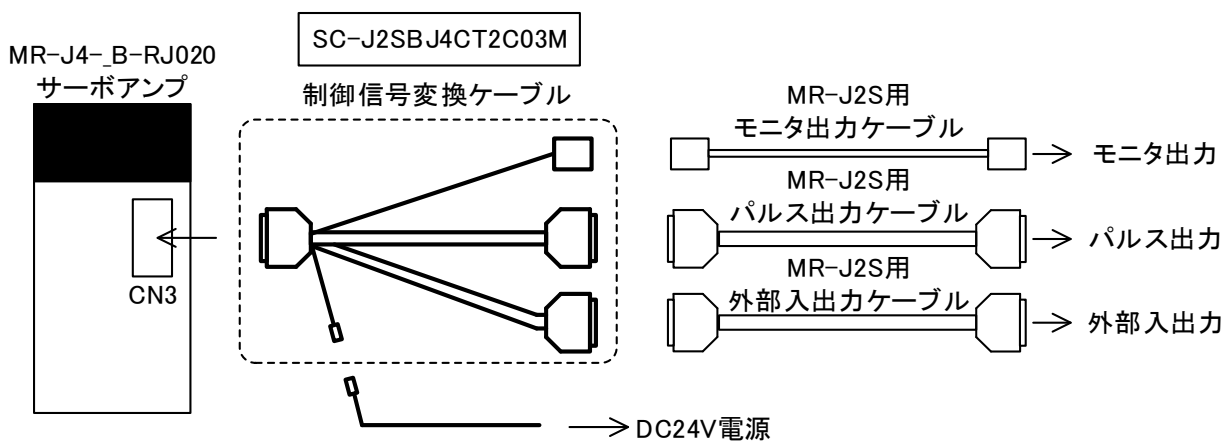 SC-J2SBJ4CT2C03M
MR-J4-_B-RJ020
サーボアンプ
制御信号変換ケーブル
MR-J2S用
モニタ出力ケーブル
モニタ出力
MR-J2S用
パルス出力ケーブル
パルス出力
MR-J2S用
外部入出力ケーブル
外部入出力
CN3
DC24V電源